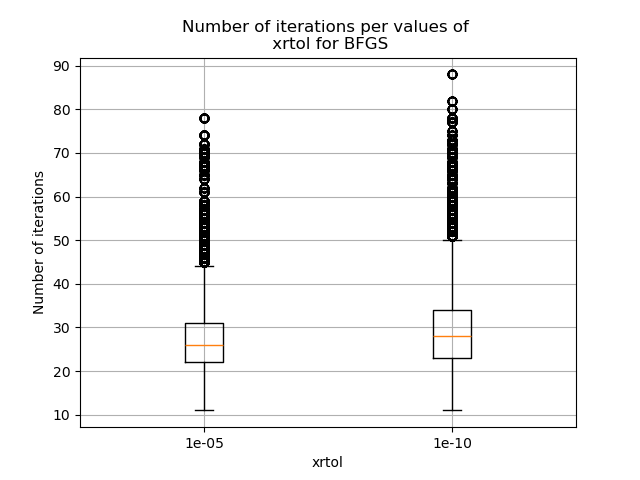 Number of iterations per values of
xrtol for BFGS
Number of iterations
90
80
70
60
50
40
30
20
10
1e-05
1e-10
xrtol